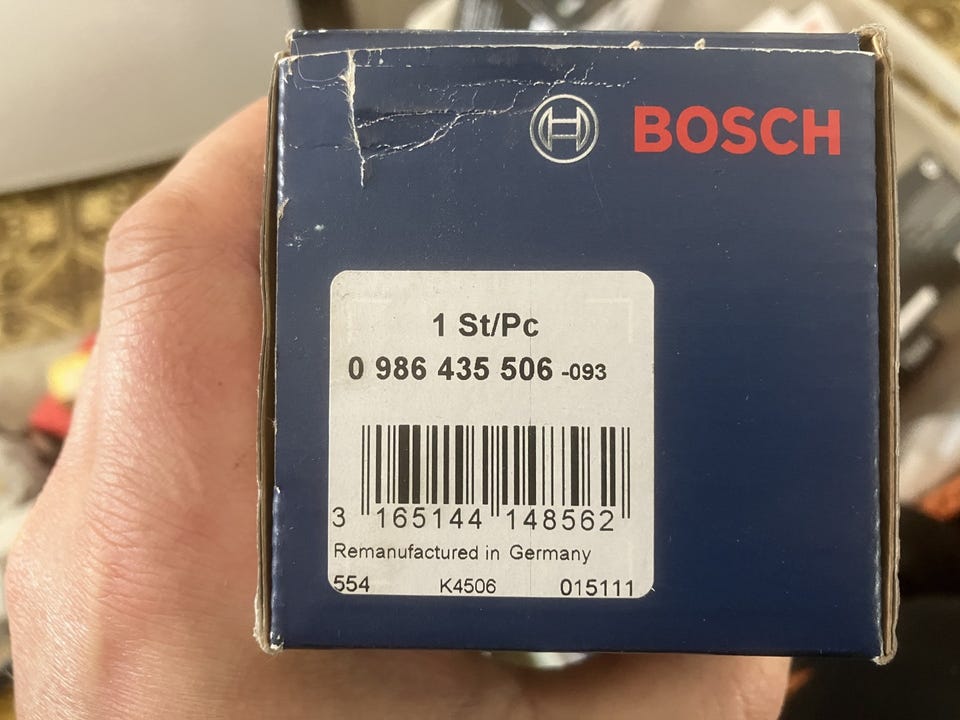 BOSCH
1 St/Pc
0 986 435 506 -093
3 165144 148562
Remanufactured in Germany
554 K4506 015111